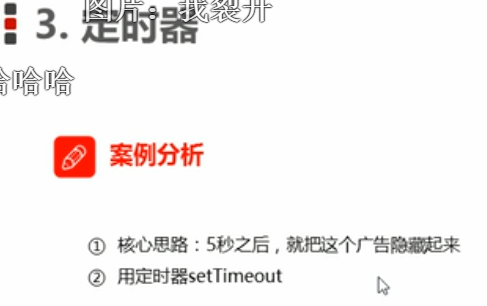 图片：我裂开
3. 定时器
哈哈哈
案例分析
① 核心思路：5秒之后，就把这个广告隐藏起来
② 用定时器setTimeout